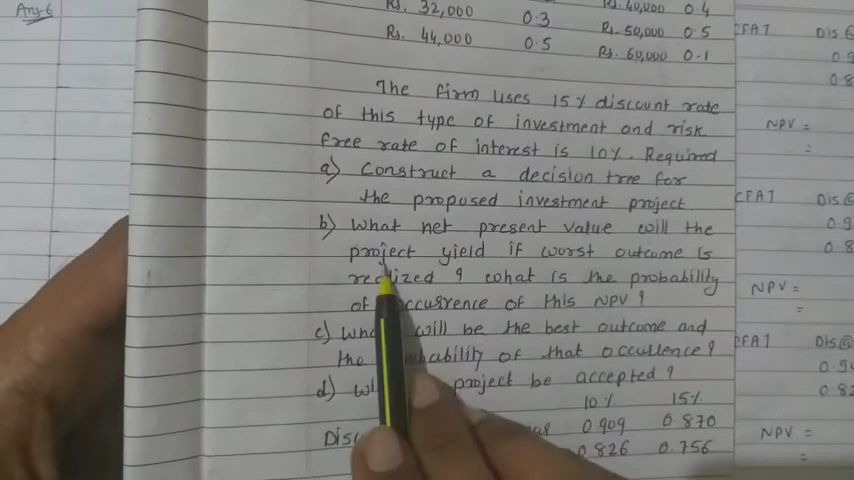 Ans 6
Rs. 32,000 0.3 Rs. 40,000 0.4
Rs. 44,000 0.5 Rs. 50,000 0.5
Rs. 60,000 0.1
The firm uses 15% discount rate
of this type of investment and risk
free rate of interest is 10%. Required
a) Construct a decision tree for
the proposed investment project
b) What net present value will the
project yield if worst outcome is
realized ? what is the probability
of occurrence of this NPV ?
c) What will be the best outcome and
the probability of that occurrence ?
d) project be accepted ?
10% 15%
0.909 0.870
0.826 0.756
CFAT Dis@
NPV =
=
CFAT Dis@
NPV =
=
CFAT Dis@
NPV =
=